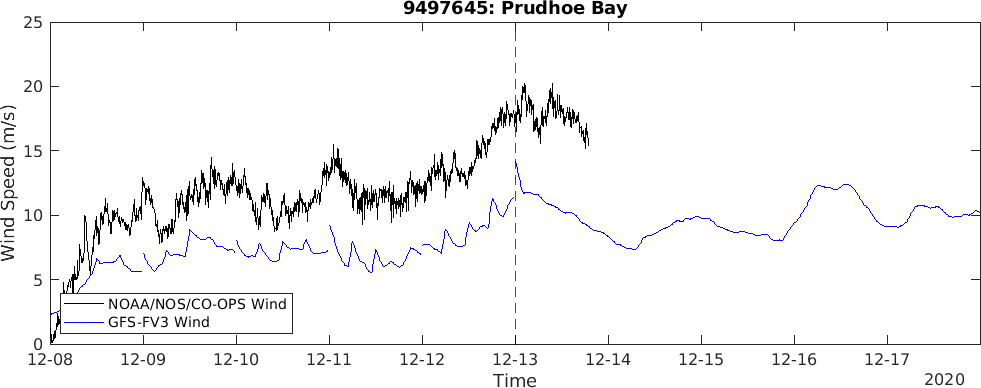 9497645: Prudhoe Bay
25
20
15
10
5
0
Wind Speed (m/s)
NOAA/NOS/CO-OPS Wind
GFS-FV3 Wind
12-08 12-09 12-10 12-11 12-12 12-13 12-14 12-15 12-16 12-17
Time
2020